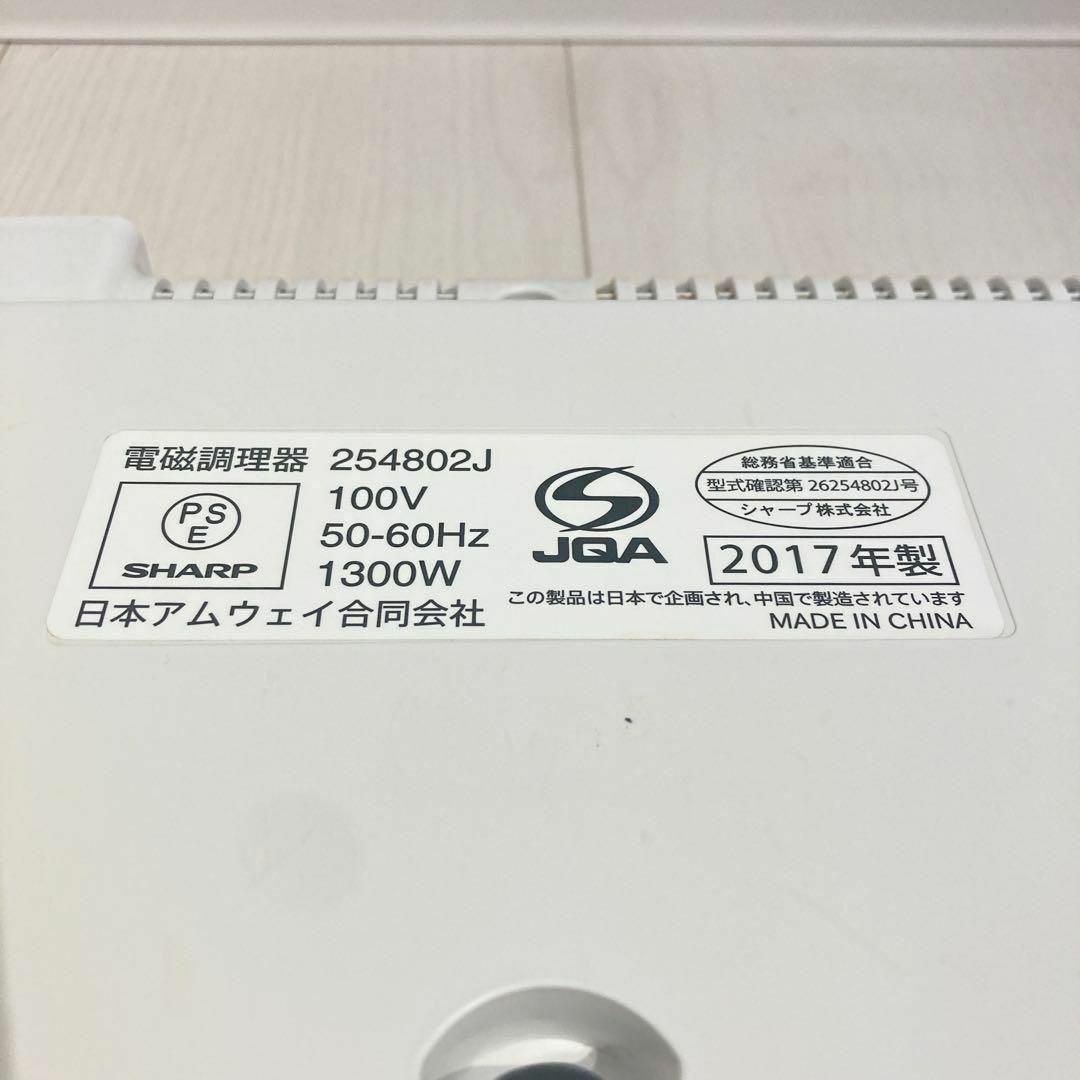 電磁調理器 254802J
PS
E
SHARP
100V
50-60Hz
1300W
日本アムウェイ合同会社
JQA
総務省基準適合
型式確認第 26254802J号
シャープ株式会社
2017年製
この製品は日本で企画され、中国で製造されています
MADE IN CHINA